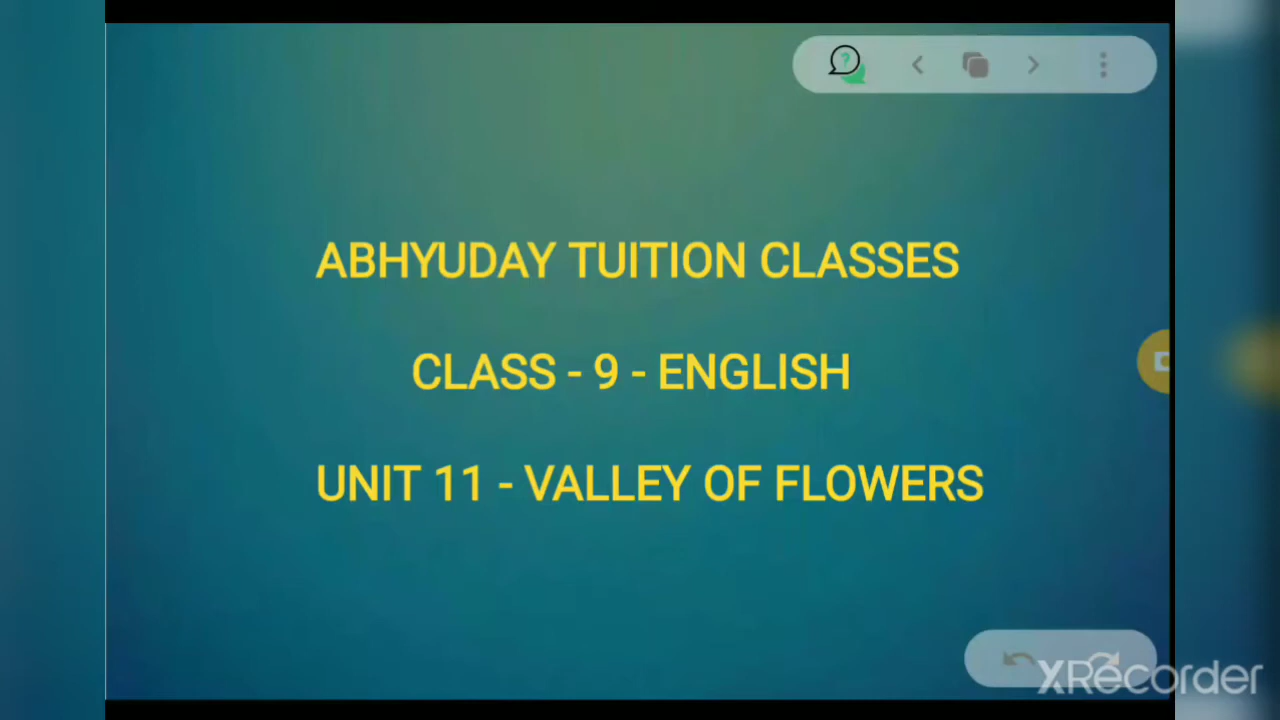 ?
ABHYUDAY TUITION CLASSES
CLASS - 9 - ENGLISH
UNIT 11 - VALLEY OF FLOWERS
XRecorder